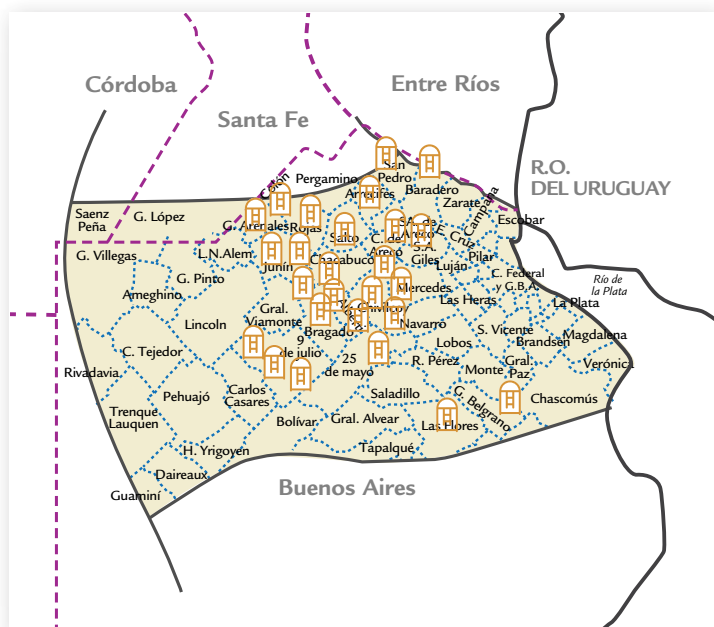 Córdoba
Entre Ríos
Santa Fe
R.O.
DEL URUGUAY
Colón
Pergamino
San
Pedro
Arrecifes
Baradero
Zarate
Campana
Escobar
Saenz
Peña
G. López
G. Arenales
Rojas
Salto
C. de
Areco
SA. de
Areco
E. Cruz
S.A.
Giles
Luján
Pilar
G. Villegas
L.N.Alem
Junín
Chacabuco
C. Federal
y G.B.A.
Río de
la Plata
Ameghino
G. Pinto
Mercedes
Las Heras
La Plata
Lincoln
Gral.
Viamonte
Bragado
Chivilcoy
Navarro
S. Vicente
Brandsen
Magdalena
C. Tejedor
9
de julio
25
de mayo
Lobos
R. Pérez
Monte
Gral.
Paz
Verónica
Rivadavia
Trenque
Lauquen
Pehuajó
Carlos
Casares
Saladillo
G. Belgrano
Chascomús
Bolívar
Gral. Alvear
Las Flores
H. Yrigoyen
Tapalqué
Daireaux
Guaminí
Buenos Aires